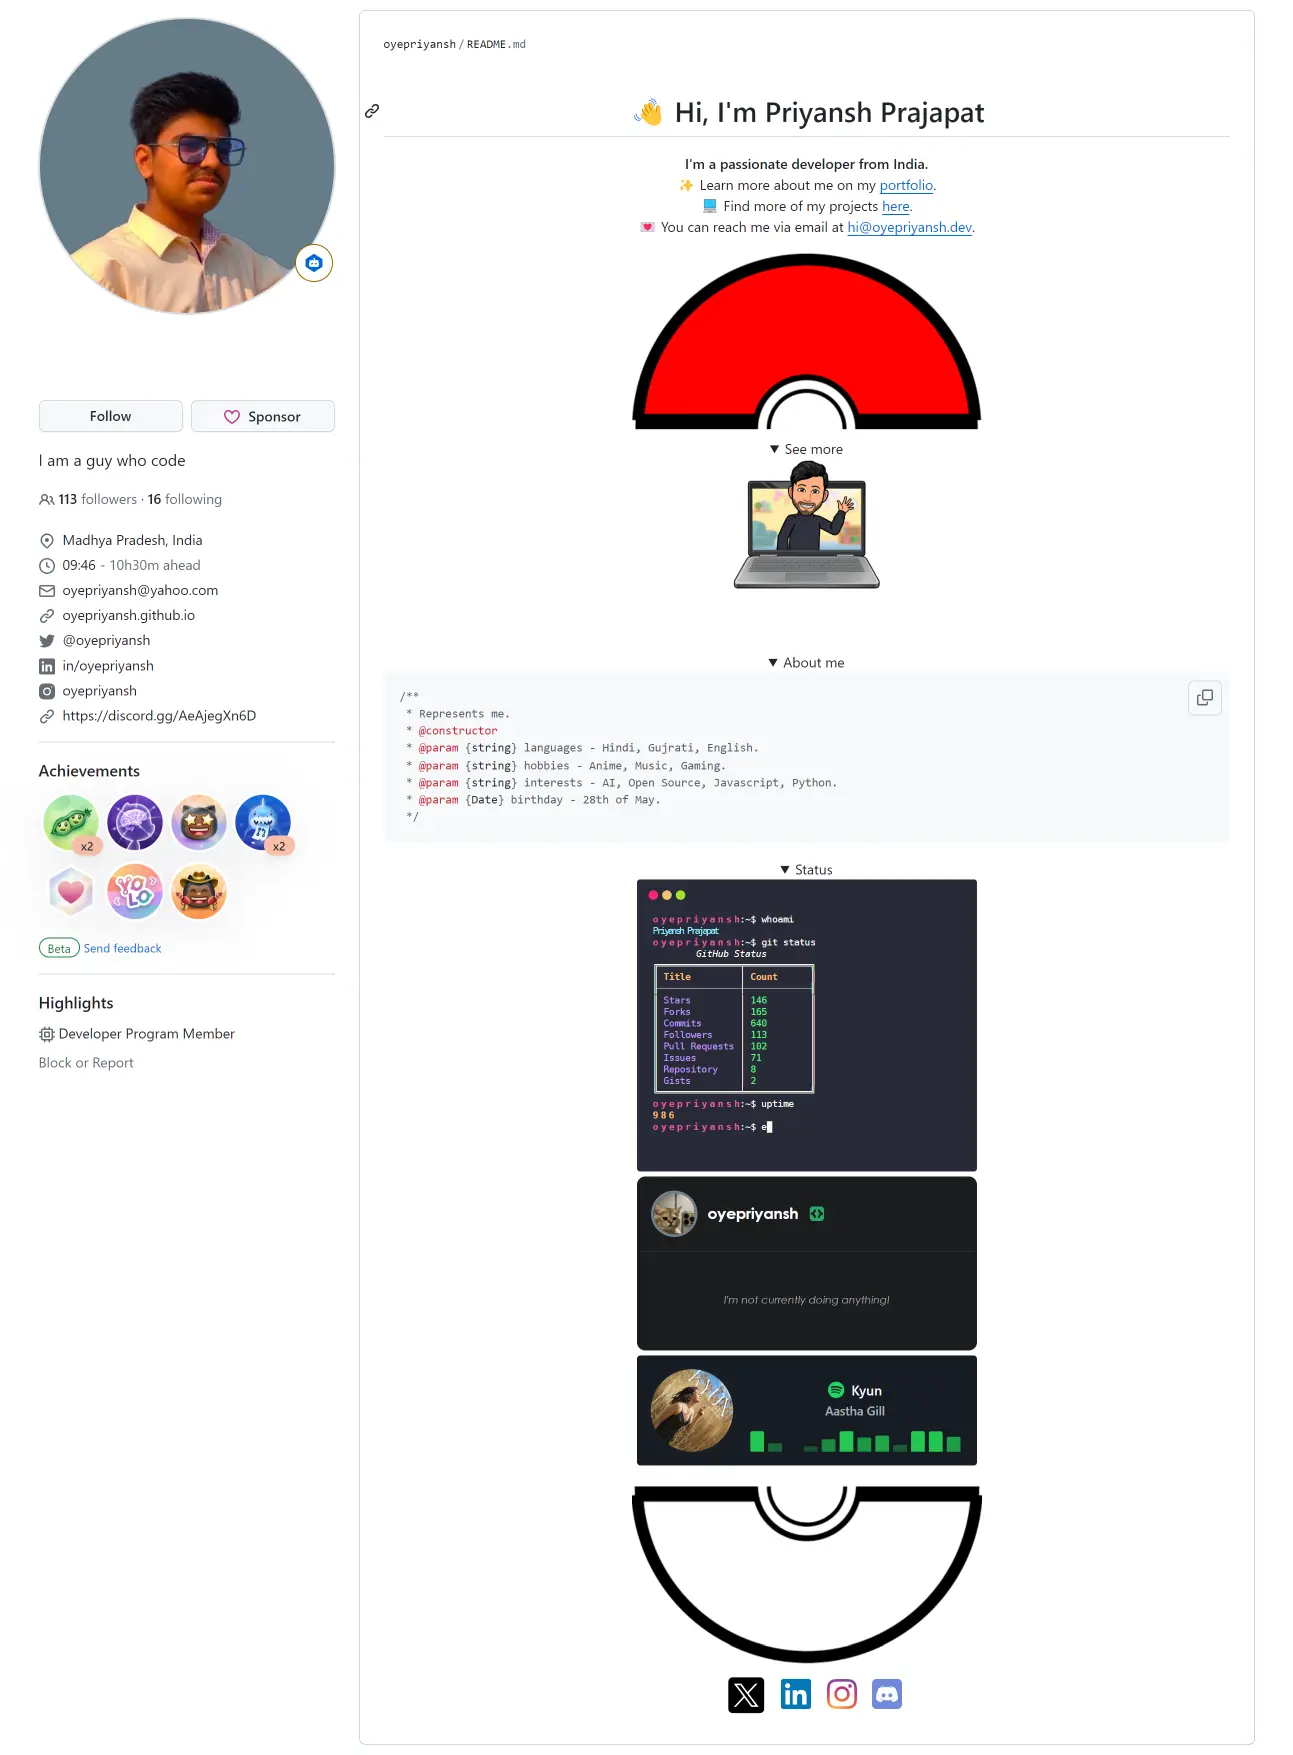 Follow
Sponsor
I am a guy who code
113 followers · 16 following
Madhya Pradesh, India
09:46 - 10h30m ahead
oyepriyansh@yahoo.com
oyepriyansh.github.io
@oyepriyansh
in/oyepriyansh
oyepriyansh
https://discord.gg/AeAjegXn6D
Achievements
x2
x2
YOLO
Beta Send feedback
Highlights
Developer Program Member
Block or Report
oyepriyansh / README.md
👋 Hi, I'm Priyansh Prajapat
I'm a passionate developer from India.
✨ Learn more about me on my portfolio.
💻 Find more of my projects here.
💌 You can reach me via email at hi@oyepriyansh.dev.
▼ See more
▼ About me
/**
* Represents me.
* @constructor
* @param {string} languages - Hindi, Gujrati, English.
* @param {string} hobbies - Anime, Music, Gaming.
* @param {string} interests - AI, Open Source, Javascript, Python.
* @param {Date} birthday - 28th of May.
*/
▼ Status
oyepriyansh:~$ whoami
Priyansh Prajapat
oyepriyansh:~$ git status
GitHub Status
Title Count
Stars 146
Forks 165
Commits 640
Followers 113
Pull Requests 102
Issues 71
Repository 8
Gists 2
oyepriyansh:~$ uptime
986
oyepriyansh:~$ e
oyepriyansh
I'm not currently doing anything!
KYUN
Kyun
Aastha Gill
X
in